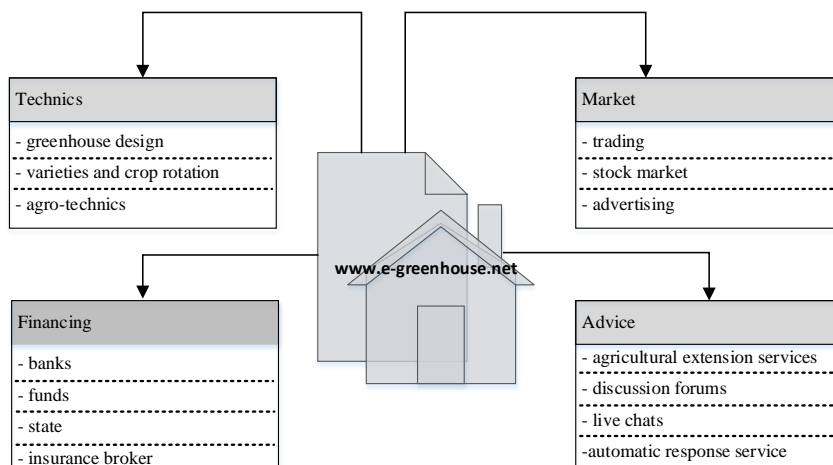 Technics
- greenhouse design
- varieties and crop rotation
- agro-technics
Market
- trading
- stock market
- advertising
www.e-greenhouse.net
Financing
- banks
- funds
- state
- insurance broker
Advice
- agricultural extension services
- discussion forums
- live chats
-automatic response service